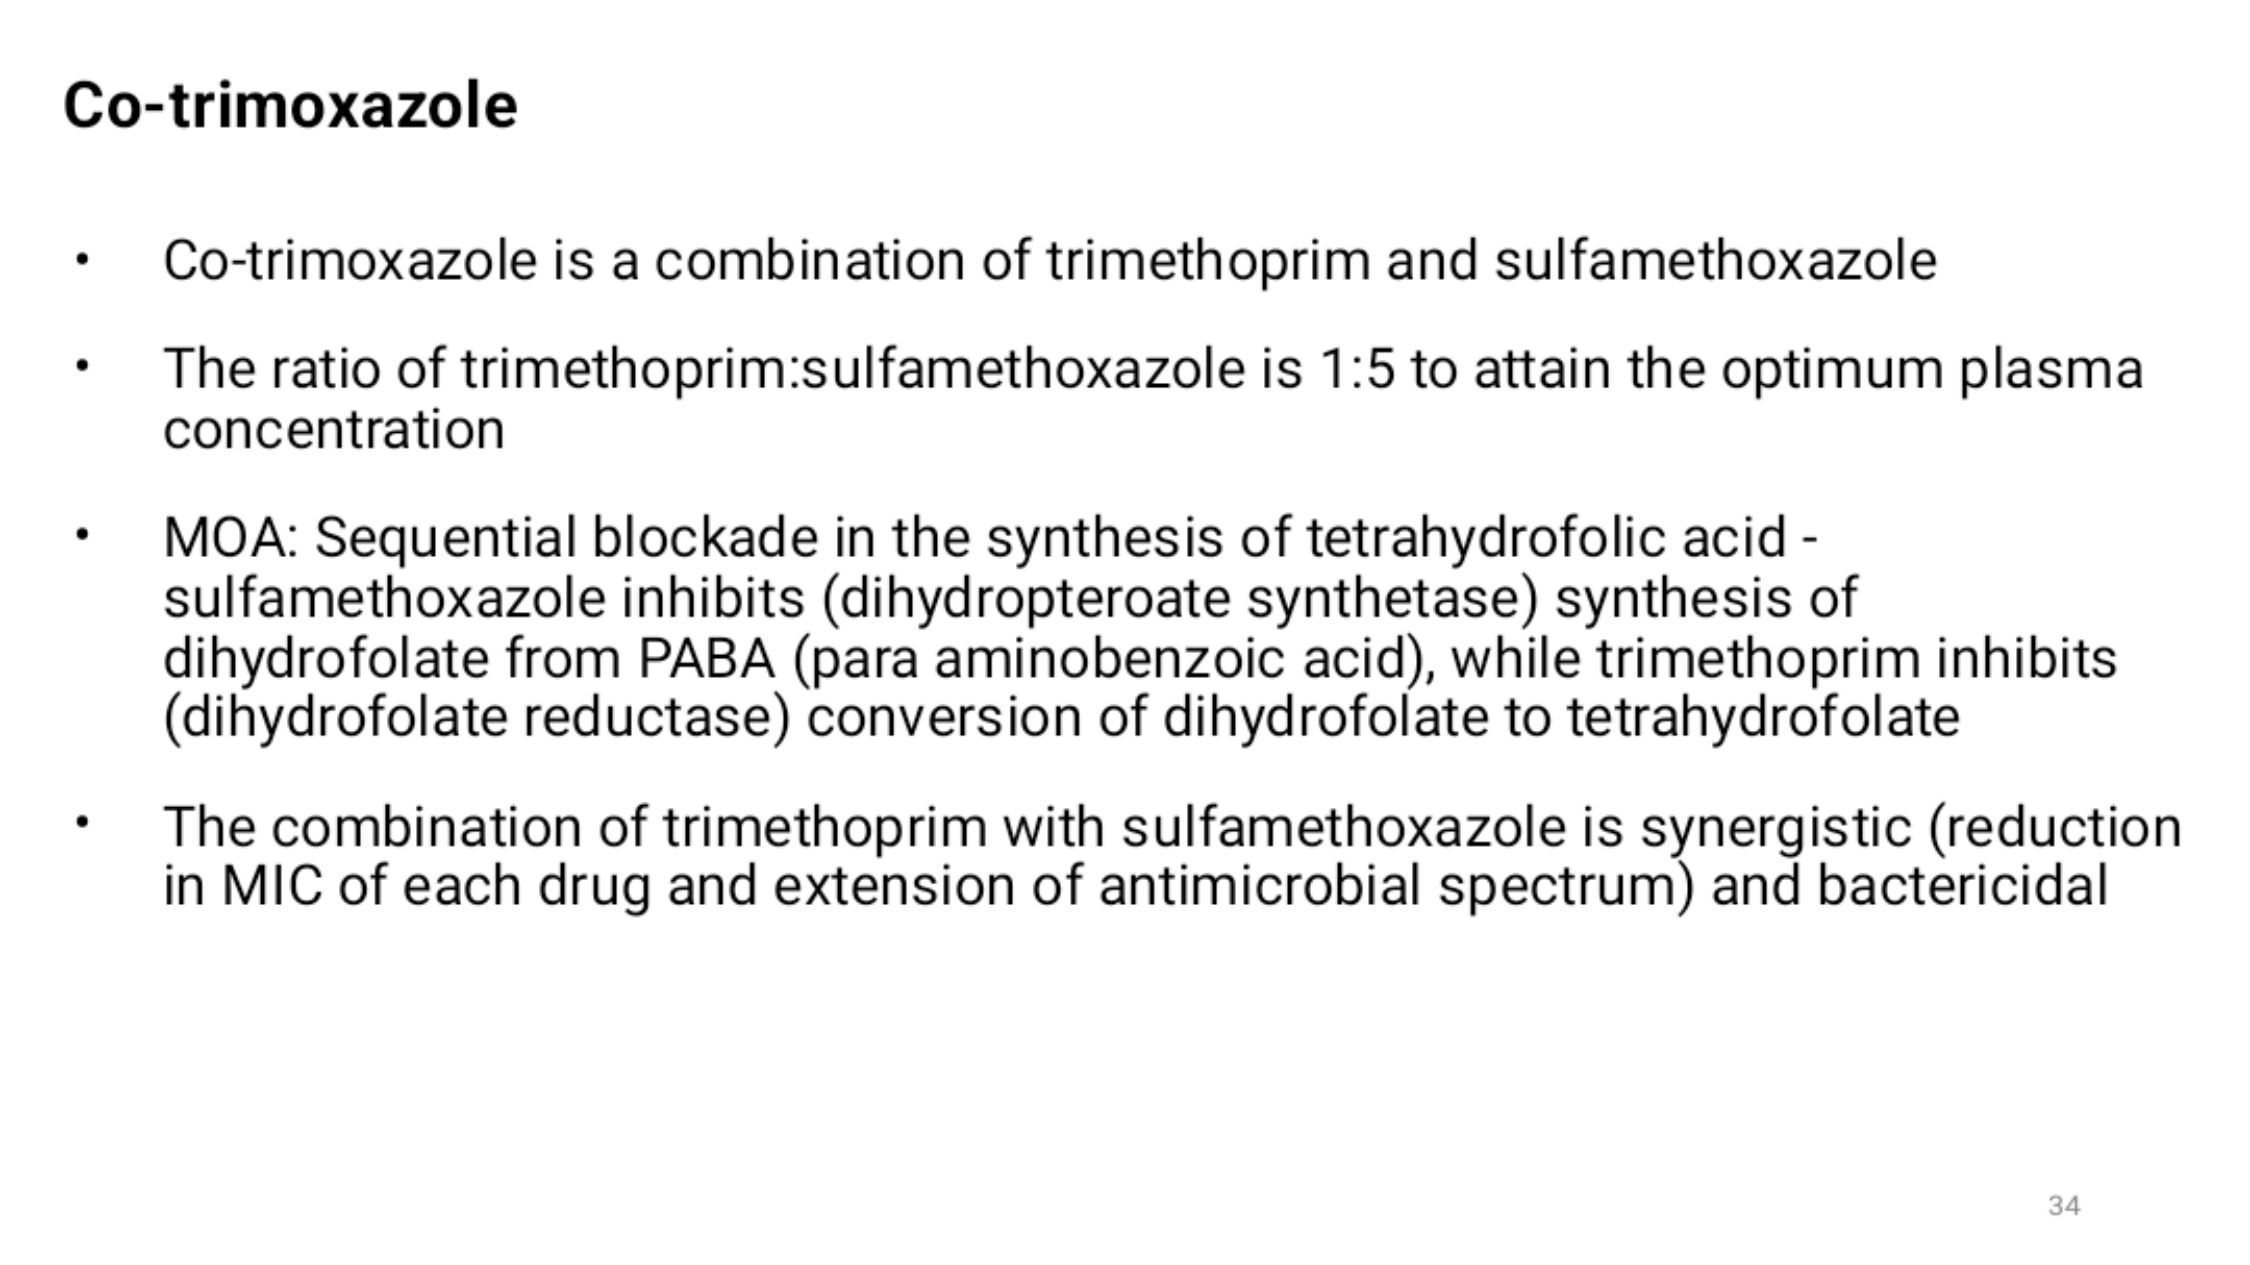 Co-trimoxazole
• Co-trimoxazole is a combination of trimethoprim and sulfamethoxazole
• The ratio of trimethoprim:sulfamethoxazole is 1:5 to attain the optimum plasma
concentration
• MOA: Sequential blockade in the synthesis of tetrahydrofolic acid -
sulfamethoxazole inhibits (dihydropteroate synthetase) synthesis of
dihydrofolate from PABA (para aminobenzoic acid), while trimethoprim inhibits
(dihydrofolate reductase) conversion of dihydrofolate to tetrahydrofolate
• The combination of trimethoprim with sulfamethoxazole is synergistic (reduction
in MIC of each drug and extension of antimicrobial spectrum) and bactericidal
34